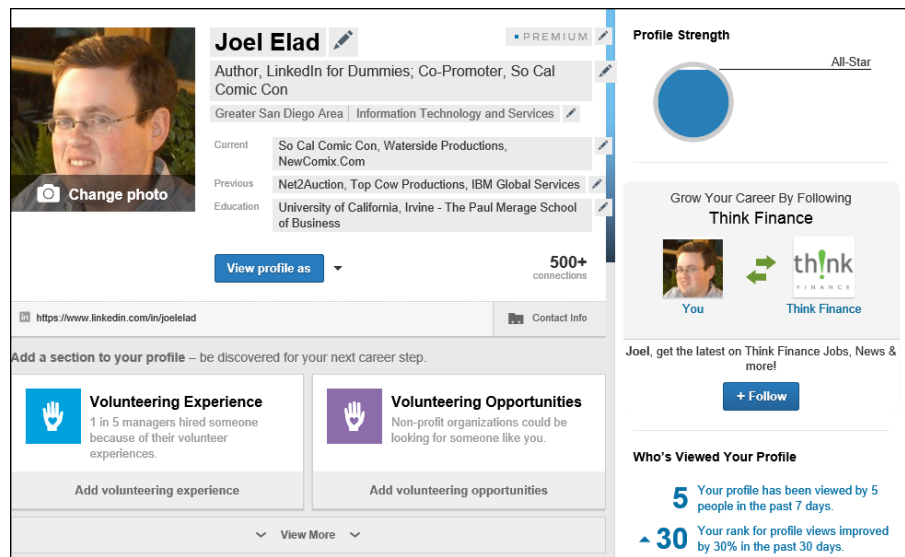 Joel Elad
PREMIUM
Author, LinkedIn for Dummies; Co-Promoter, So Cal
Comic Con
Greater San Diego Area | Information Technology and Services
Current
So Cal Comic Con, Waterside Productions,
NewComix.Com
Previous
Net2Auction, Top Cow Productions, IBM Global Services
Education
University of California, Irvine - The Paul Merage School
of Business
Change photo
View profile as
500+
connections
in
https://www.linkedin.com/in/joelelad
Contact Info
Add a section to your profile – be discovered for your next career step.
Volunteering Experience
1 in 5 managers hired someone
because of their volunteer
experiences.
Add volunteering experience
Volunteering Opportunities
Non-profit organizations could be
looking for someone like you.
Add volunteering opportunities
View More
Profile Strength
All-Star
Grow Your Career By Following
Think Finance
th!nk
FINANCE
You
Think Finance
Joel, get the latest on Think Finance Jobs, News &
more!
+ Follow
Who's Viewed Your Profile
5
Your profile has been viewed by 5
people in the past 7 days.
30
Your rank for profile views improved
by 30% in the past 30 days.